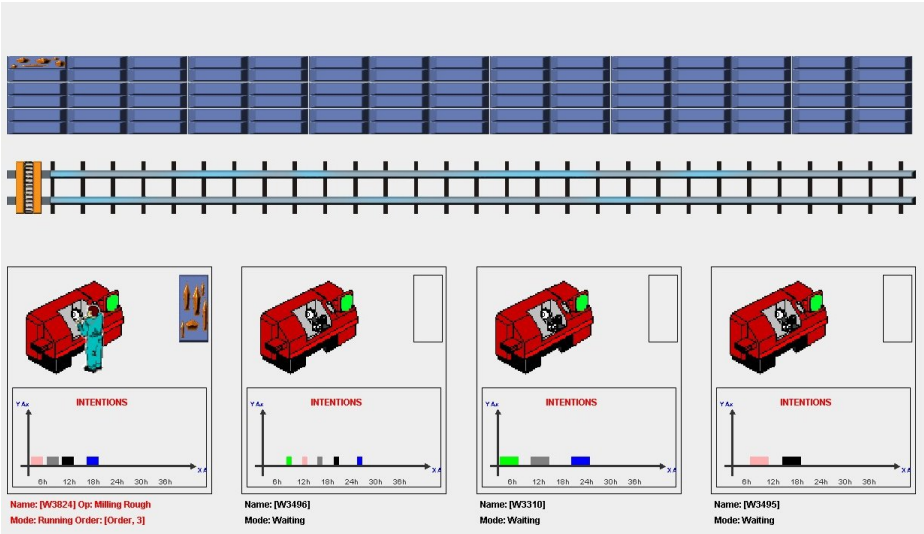 INTENTIONS
Y Ax
X A
6h 12h 18h 24h 30h 36h
Name: [W3824] Op: Milling Rough
Mode: Running Order: [Order, 3]
INTENTIONS
Y Ax
X A
6h 12h 18h 24h 30h 36h
Name: [W3496]
Mode: Waiting
INTENTIONS
Y Ax
X A
6h 12h 18h 24h 30h 36h
Name: [W3310]
Mode: Waiting
INTENTIONS
Y Ax
X A
6h 12h 18h 24h 30h 36h
Name: [W3495]
Mode: Waiting